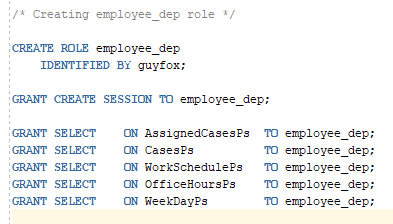 /* Creating employee_dep role */
CREATE ROLE employee_dep
IDENTIFIED BY guyfox;
GRANT CREATE SESSION TO employee_dep;
GRANT SELECT ON AssignedCasesPs TO employee_dep;
GRANT SELECT ON CasesPs TO employee_dep;
GRANT SELECT ON WorkSchedulePs TO employee_dep;
GRANT SELECT ON OfficeHoursPs TO employee_dep;
GRANT SELECT ON WeekDayPs TO employee_dep;